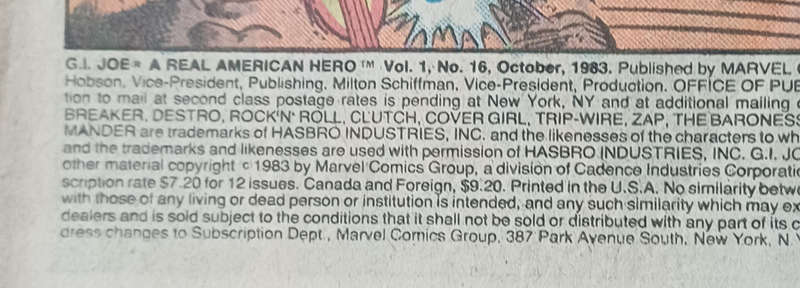 G.I. JOE® A REAL AMERICAN HERO ™ Vol. 1, No. 16, October, 1983. Published by MARVEL
Hobson, Vice-President, Publishing. Milton Schiffman, Vice-President, Production. OFFICE OF PUB
tion to mail at second class postage rates is pending at New York, NY and at additional mailing
BREAKER, DESTRO, ROCK'N' ROLL, CLUTCH, COVER GIRL, TRIP-WIRE, ZAP, THE BARONESS
MANDER are trademarks of HASBRO INDUSTRIES, INC. and the likenesses of the characters to wh
and the trademarks and likenesses are used with permission of HASBRO INDUSTRIES, INC. G.I. JO
other material copyright © 1983 by Marvel Comics Group, a division of Cadence Industries Corporatio
scription rate $7.20 for 12 issues. Canada and Foreign, $9.20. Printed in the U.S.A. No similarity betwe
with those of any living or dead person or institution is intended, and any such similarity which may ex
dealers and is sold subject to the conditions that it shall not be sold or distributed with any part of its c
dress changes to Subscription Dept., Marvel Comics Group, 387 Park Avenue South, New York, N.Y